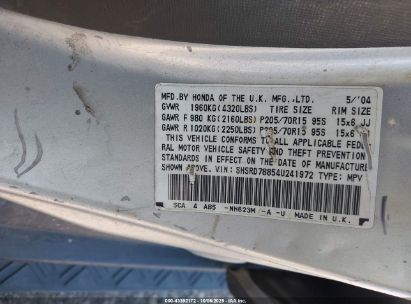 MFD.BY HONDA OF THE U.K. MFG.,LTD. 5/'04
GVWR 1960KG(4320LBS) TIRE SIZE RIM SIZE
GAWR F 980 KG(2160LBS) P205/70R15 95S 15x6 JJ
GAWR R 1020KG(2250LBS) P205/70R15 95S 15x6
THIS VEHICLE CONFORMS TO ALL APPLICABLE FEDE
RAL MOTOR VEHICLE SAFETY AND THEFT PREVENTION
STANDARDS IN EFFECT ON THE DATE OF MANUFACTURE
SHOWN ABOVE. V.I.N: SHSRD78854U241972 TYPE: MPV
SCA 4 ABS -NH623M -A -U MADE IN U.K.